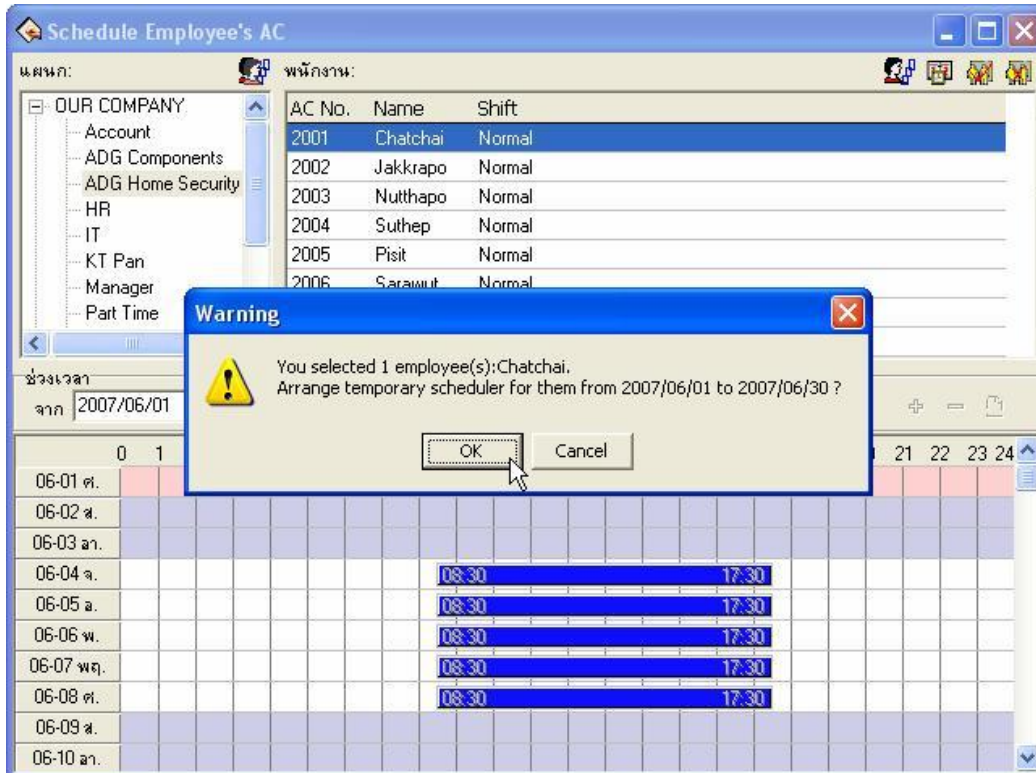 Schedule Employee's AC
แผนก:
พนักงาน:
OUR COMPANY
Account
ADG Components
ADG Home Security
HR
IT
KT Pan
Manager
Part Time
AC No. Name Shift
2001 Chatchai Normal
2002 Jakkrapo Normal
2003 Nutthapo Normal
2004 Suthep Normal
2005 Pisit Normal
2006 Sarawut Normal
Warning
You selected 1 employee(s):Chatchai.
Arrange temporary scheduler for them from 2007/06/01 to 2007/06/30 ?
OK Cancel
ช่วงเวลา
จาก 2007/06/01
0 1 21 22 23 24
06-01 ศ.
06-02 ส.
06-03 อา.
06-04 จ. 08:30 17:30
06-05 อ. 08:30 17:30
06-06 พ. 08:30 17:30
06-07 พฤ. 08:30 17:30
06-08 ศ. 08:30 17:30
06-09 ส.
06-10 อา.